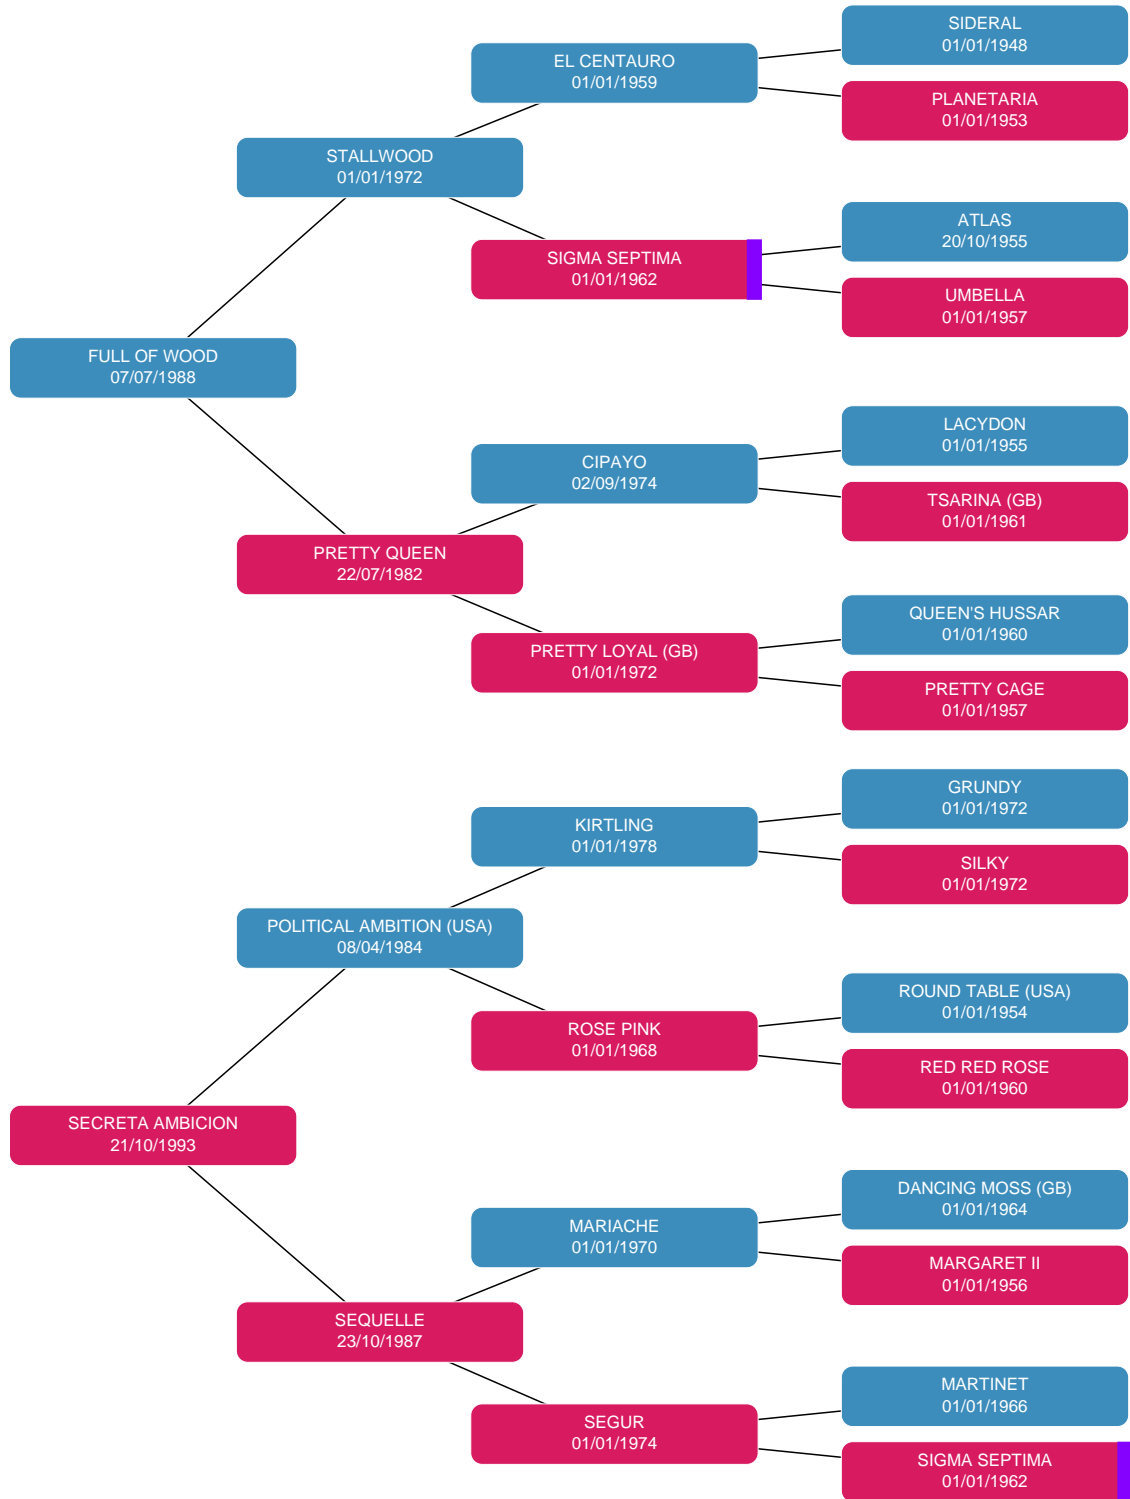 SIDERAL
01/01/1948
EL CENTAURO
01/01/1959
PLANETARIA
01/01/1953
STALLWOOD
01/01/1972
ATLAS
20/10/1955
SIGMA SEPTIMA
01/01/1962
UMBELLA
01/01/1957
FULL OF WOOD
07/07/1988
LACYDON
01/01/1955
CIPAYO
02/09/1974
TSARINA (GB)
01/01/1961
PRETTY QUEEN
22/07/1982
QUEEN'S HUSSAR
01/01/1960
PRETTY LOYAL (GB)
01/01/1972
PRETTY CAGE
01/01/1957
GRUNDY
01/01/1972
KIRTLING
01/01/1978
SILKY
01/01/1972
POLITICAL AMBITION (USA)
08/04/1984
ROUND TABLE (USA)
01/01/1954
ROSE PINK
01/01/1968
RED RED ROSE
01/01/1960
SECRETA AMBICION
21/10/1993
DANCING MOSS (GB)
01/01/1964
MARIACHE
01/01/1970
MARGARET II
01/01/1956
SEQUELLE
23/10/1987
MARTINET
01/01/1966
SEGUR
01/01/1974
SIGMA SEPTIMA
01/01/1962